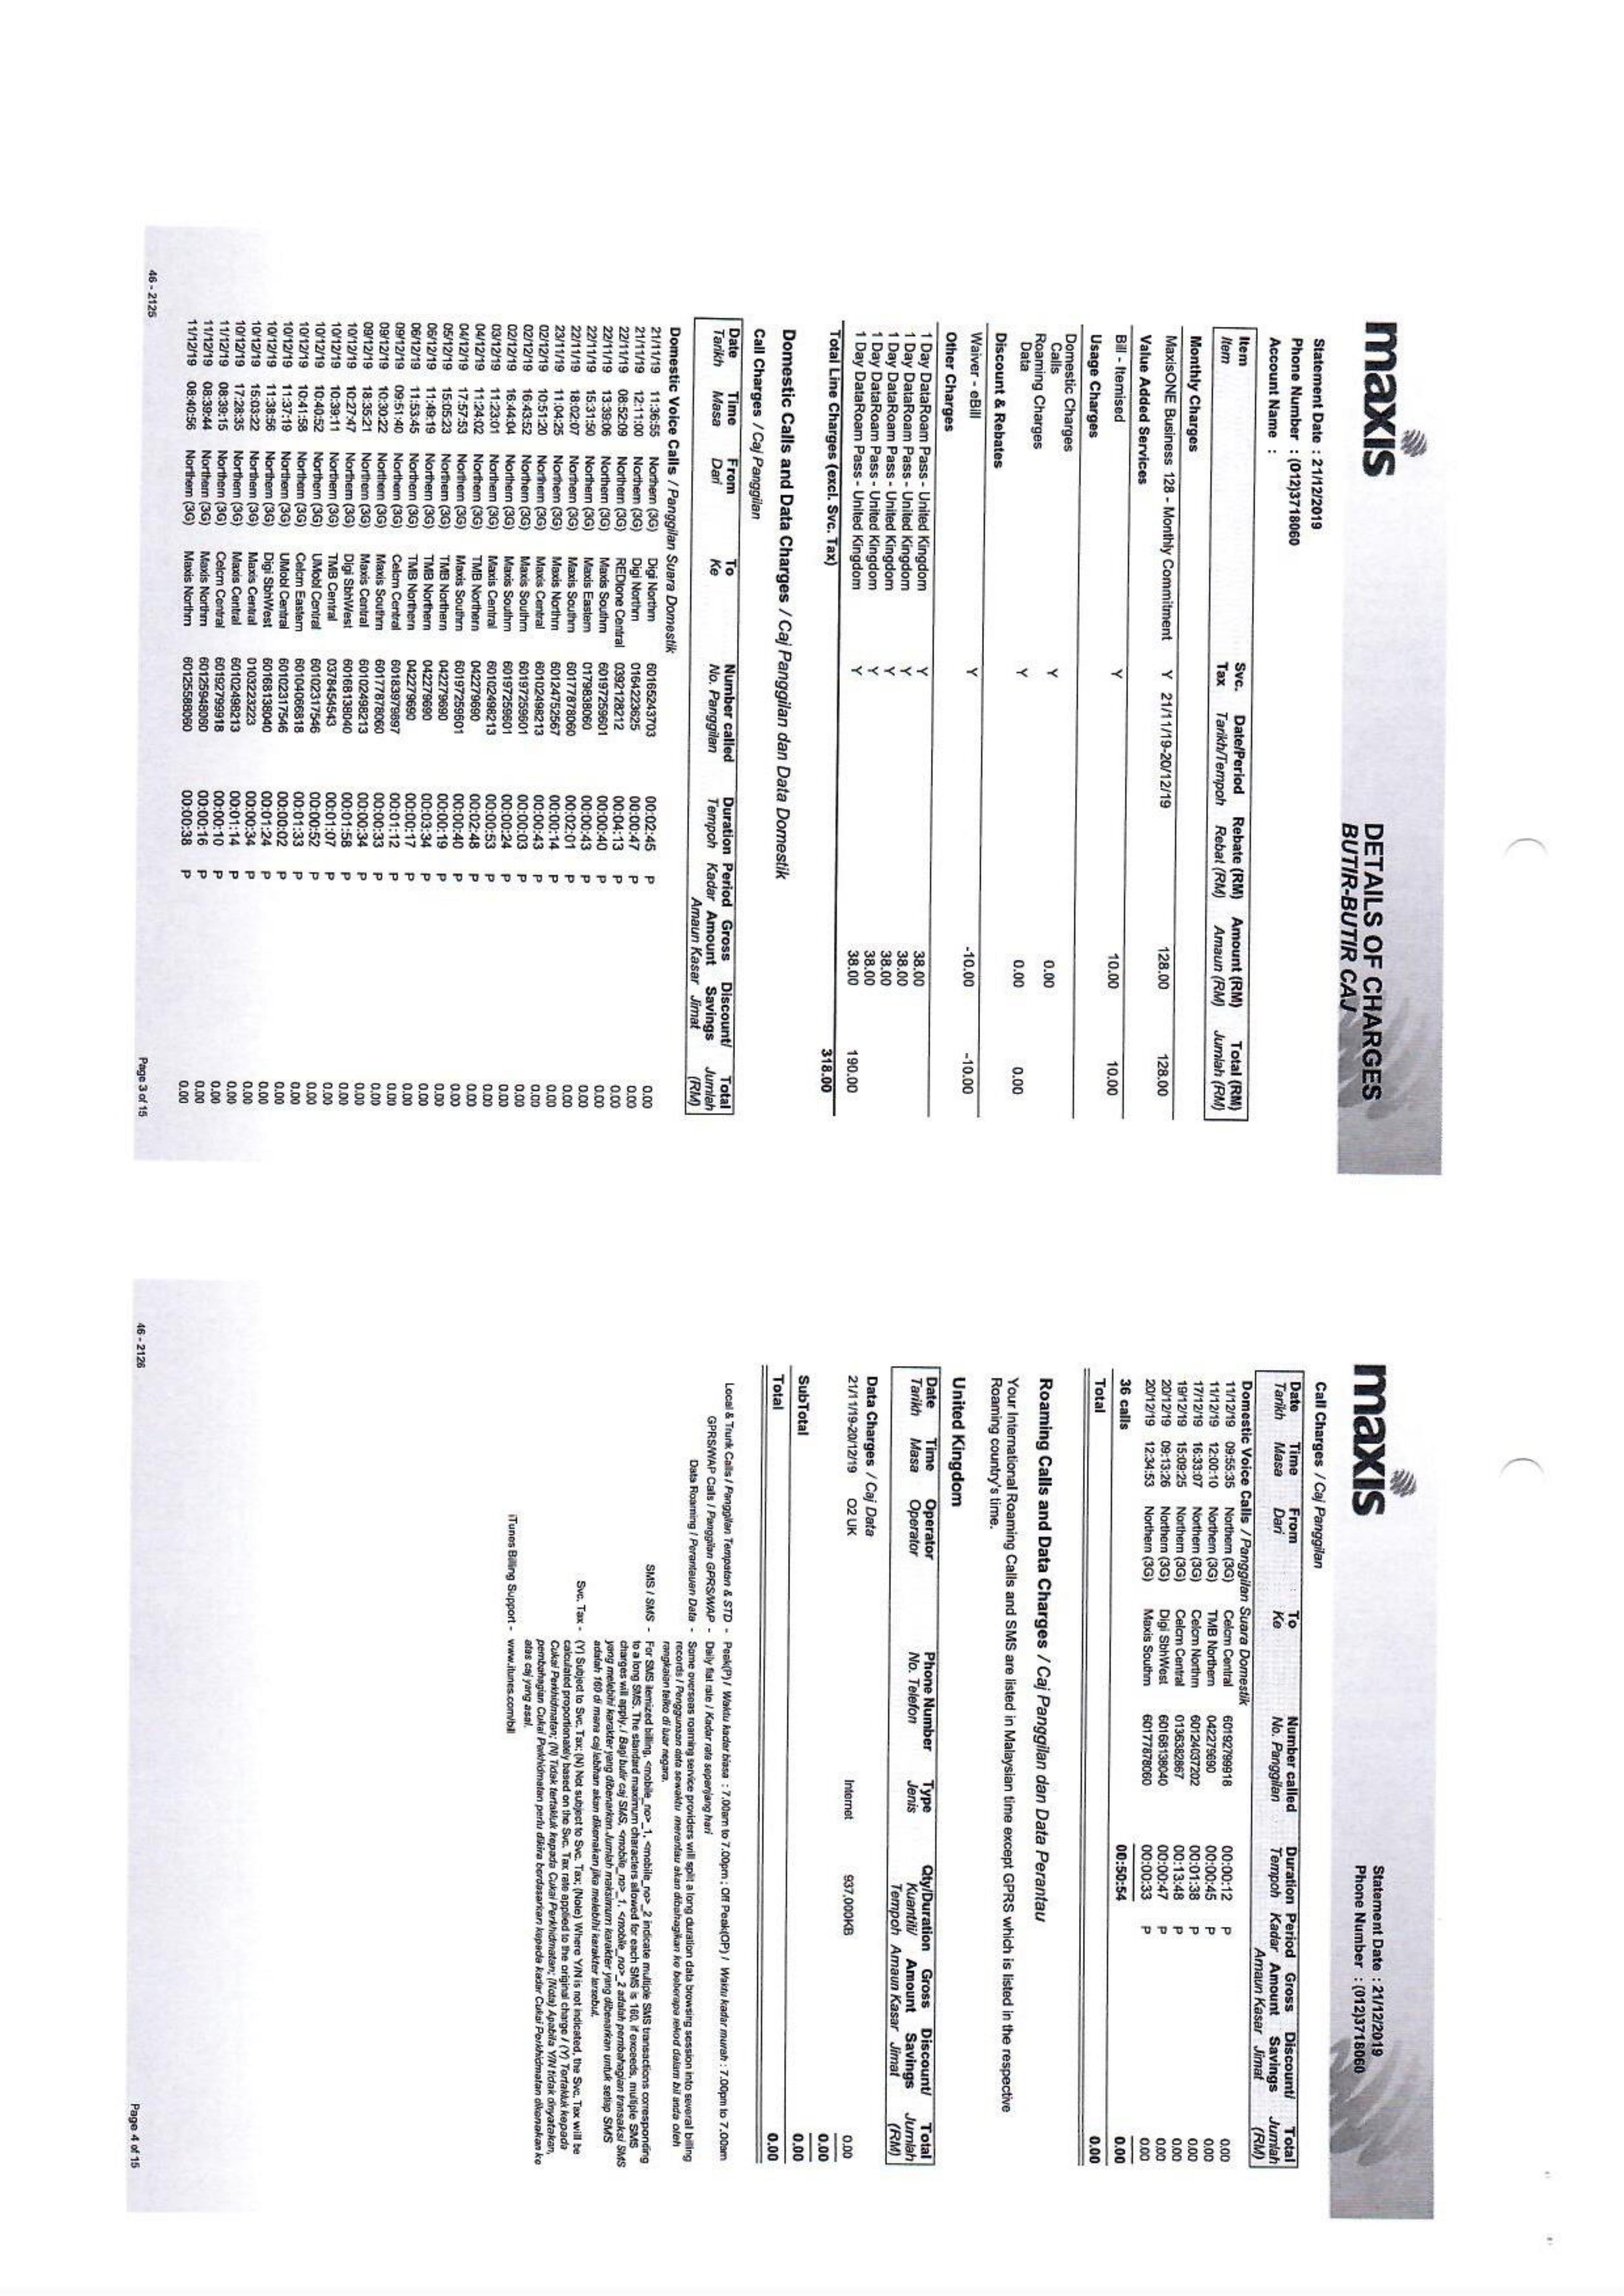 maxis
DETAILS OF CHARGES
BUTIR-BUTIR CAJ
Statement Date : 21/12/2019
Phone Number : (012)3718060
Account Name :
Item Svc. Date/Period Rebate (RM) Amount (RM) Total (RM)
Item Tax Tarikh/Tempoh Rebat (RM) Amaun (RM) Jumlah (RM)
Monthly Charges
MaxisONE Business 128 - Monthly Commitment Y 21/11/19-20/12/19 128.00 128.00
Value Added Services
Bill - Itemised Y 10.00 10.00
Usage Charges
Domestic Charges
Calls Y 0.00
Roaming Charges
Data Y 0.00 0.00
Discount & Rebates
Waiver - eBill Y -10.00 -10.00
Other Charges
1 Day DataRoam Pass - United Kingdom Y 38.00
1 Day DataRoam Pass - United Kingdom Y 38.00
1 Day DataRoam Pass - United Kingdom Y 38.00
1 Day DataRoam Pass - United Kingdom Y 38.00
1 Day DataRoam Pass - United Kingdom Y 38.00 190.00
Total Line Charges (excl. Svc. Tax) 318.00
Domestic Calls and Data Charges / Caj Panggilan dan Data Domestik
Call Charges / Caj Panggilan
Date Time From To Number called Duration Period Gross Discount/ Total
Tarikh Masa Dari Ke No. Panggilan Tempoh Kadar Amount Savings Jumlah
Amaun Kasar Jimat (RM)
Domestic Voice Calls / Panggilan Suara Domestik
21/11/19 11:36:55 Northern (3G) Digi Northrn 60165243703 00:02:45 P 0.00
21/11/19 12:11:00 Northern (3G) Digi Northrn 0164223625 00:00:47 P 0.00
22/11/19 08:52:09 Northern (3G) REDtone Central 0392128212 00:04:13 P 0.00
22/11/19 13:39:06 Northern (3G) Maxis Southrn 60197259601 00:00:40 P 0.00
22/11/19 15:31:50 Northern (3G) Maxis Eastern 0179838060 00:00:43 P 0.00
22/11/19 18:02:07 Northern (3G) Maxis Southrn 60177878060 00:02:01 P 0.00
23/11/19 11:04:25 Northern (3G) Maxis Northrn 60124752567 00:00:14 P 0.00
02/12/19 10:51:20 Northern (3G) Maxis Central 60102498213 00:00:43 P 0.00
02/12/19 16:43:52 Northern (3G) Maxis Southrn 60197259601 00:00:03 P 0.00
02/12/19 16:44:04 Northern (3G) Maxis Southrn 60197259601 00:00:24 P 0.00
03/12/19 11:23:01 Northern (3G) Maxis Central 60102498213 00:00:53 P 0.00
04/12/19 11:24:02 Northern (3G) TMB Northern 042279690 00:02:48 P 0.00
04/12/19 17:57:53 Northern (3G) Maxis Southrn 60197259601 00:00:40 P 0.00
05/12/19 15:05:23 Northern (3G) TMB Northern 042279690 00:00:19 P 0.00
06/12/19 11:49:19 Northern (3G) TMB Northern 042279690 00:03:34 P 0.00
06/12/19 11:53:45 Northern (3G) TMB Northern 042279690 00:00:17 P 0.00
09/12/19 09:51:40 Northern (3G) Celcm Central 60183979897 00:01:12 P 0.00
09/12/19 10:30:22 Northern (3G) Maxis Southrn 60177878060 00:00:33 P 0.00
09/12/19 18:35:21 Northern (3G) Maxis Central 60102498213 00:00:34 P 0.00
10/12/19 10:27:47 Northern (3G) Digi SbhWest 60168138040 00:01:58 P 0.00
10/12/19 10:39:11 Northern (3G) TMB Central 0378454543 00:01:07 P 0.00
10/12/19 10:40:52 Northern (3G) UMobl Central 60102317546 00:00:52 P 0.00
10/12/19 10:41:58 Northern (3G) Celcm Eastern 60104066818 00:01:33 P 0.00
10/12/19 11:37:19 Northern (3G) UMobl Central 60102317546 00:00:02 P 0.00
10/12/19 11:38:56 Northern (3G) Digi SbhWest 60168138040 00:01:24 P 0.00
10/12/19 15:03:22 Northern (3G) Maxis Central 0103223223 00:00:34 P 0.00
10/12/19 17:28:35 Northern (3G) Maxis Central 60102498213 00:01:14 P 0.00
11/12/19 08:39:15 Northern (3G) Celcm Central 60192799918 00:00:10 P 0.00
11/12/19 08:39:44 Northern (3G) Maxis Northrn 60125948060 00:00:16 P 0.00
11/12/19 08:40:56 Northern (3G) Maxis Northrn 60125588060 00:00:38 P 0.00
46 - 2125 Page 3 of 15
maxis
Statement Date : 21/12/2019
Phone Number : (012)3718060
Call Charges / Caj Panggilan
Date Time From To Number called Duration Period Gross Discount/ Total
Tarikh Masa Dari Ke No. Panggilan Tempoh Kadar Amount Savings Jumlah
Amaun Kasar Jimat (RM)
Domestic Voice Calls / Panggilan Suara Domestik
11/12/19 09:55:35 Northern (3G) Celcm Central 60192799918 00:00:12 P 0.00
11/12/19 12:00:10 Northern (3G) TMB Northern 042279690 00:00:45 P 0.00
17/12/19 16:33:07 Northern (3G) Celcm Northrn 60124037202 00:01:38 P 0.00
19/12/19 15:09:25 Northern (3G) Celcm Central 0136382867 00:13:48 P 0.00
20/12/19 09:13:26 Northern (3G) Digi SbhWest 60168138040 00:00:47 P 0.00
20/12/19 12:34:53 Northern (3G) Maxis Southrn 60177878060 00:00:33 P 0.00
36 calls 00:50:54 0.00
Total 0.00
Roaming Calls and Data Charges / Caj Panggilan dan Data Perantau
Your International Roaming Calls and SMS are listed in Malaysian time except GPRS which is listed in the respective
Roaming country's time.
United Kingdom
Date Time Operator Phone Number Type Qty/Duration Gross Discount/ Total
Tarikh Masa Operator No. Telefon Jenis Kuantiti/ Amount Savings Jumlah
Tempoh Amaun Kasar Jimat (RM)
Data Charges / Caj Data
21/11/19-20/12/19 O2 UK Internet 937,000KB 0.00
0.00
SubTotal 0.00
Total 0.00
Local & Trunk Calls / Panggilan Tempatan & STD - Peak(P) / Waktu kadar biasa : 7.00am to 7.00pm ; Off Peak(OP) / Waktu kadar murah : 7.00pm to 7.00am
GPRS/WAP Calls / Panggilan GPRS/WAP - Daily flat rate / Kadar rata sepanjang hari
Data Roaming / Perantauan Data - Some overseas roaming service providers will split a long duration data browsing session into several billing
records / Penggunaan data sewaktu merantau akan dibahagikan ke beberapa rekod dalam bil anda oleh
rangkaian telko di luar negara.
SMS / SMS - For SMS itemized billing, <mobile_no>_1, <mobile_no>_2 indicate multiple SMS transactions corresponding
to a long SMS. The standard maximum characters allowed for each SMS is 160, if exceeds, multiple SMS
charges will apply. / Bagi butir caj SMS, <mobile_no>_1, <mobile_no>_2 adalah pembahagian transaksi SMS
yang melebihi karakter yang dibenarkan.Jumlah maksimum karakter yang dibenarkan untuk setiap SMS
adalah 160 di mana caj lebihan akan dikenakan jika melebihi karakter tersebut.
Svc. Tax - (Y) Subject to Svc. Tax; (N) Not subject to Svc. Tax; (Note) Where Y/N is not indicated, the Svc. Tax will be
calculated proportionately based on the Svc. Tax rate applied to the original charge / (Y) Tertakluk kepada
Cukai Perkhidmatan; (N) Tidak tertakluk kepada Cukai Perkhidmatan; (Nota) Apabila Y/N tidak dinyatakan,
pembahagian Cukai Perkhidmatan perlu dikira berdasarkan kepada kadar Cukai Perkhidmatan dikenakan ke
atas caj yang asal.
iTunes Billing Support - www.itunes.com/bill
46 - 2126 Page 4 of 15